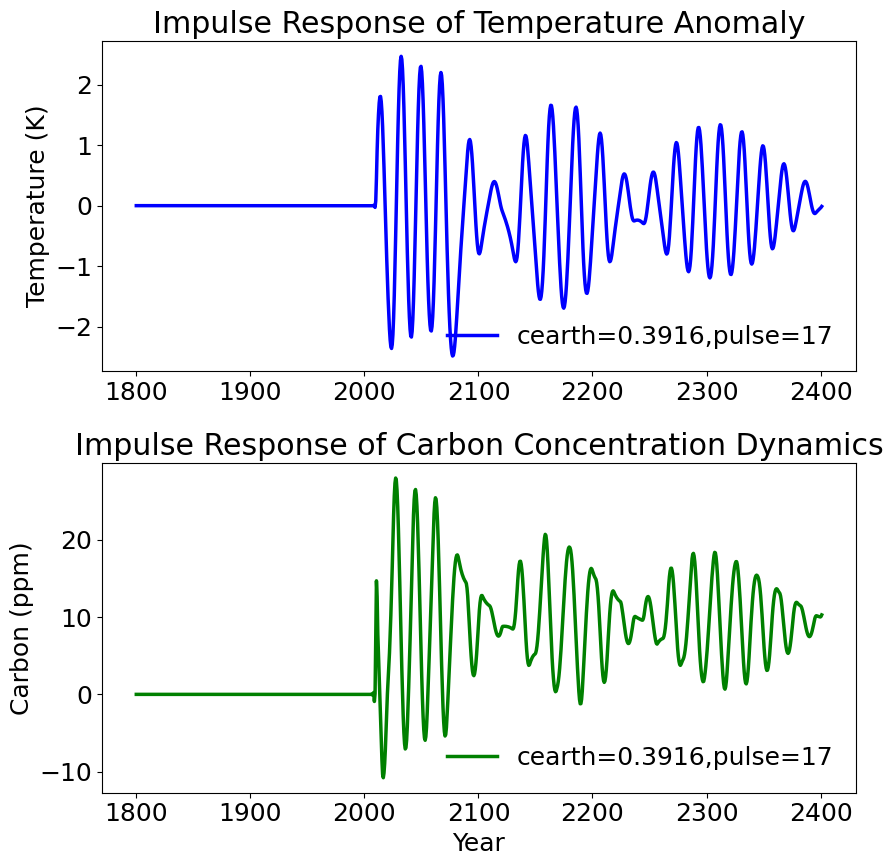 Impulse Response of Temperature Anomaly
Temperature (K)
2
1
0
−1
−2
cearth=0.3916,pulse=17
1800 1900 2000 2100 2200 2300 2400
Impulse Response of Carbon Concentration Dynamics
Carbon (ppm)
20
10
0
−10
cearth=0.3916,pulse=17
1800 1900 2000 2100 2200 2300 2400
Year